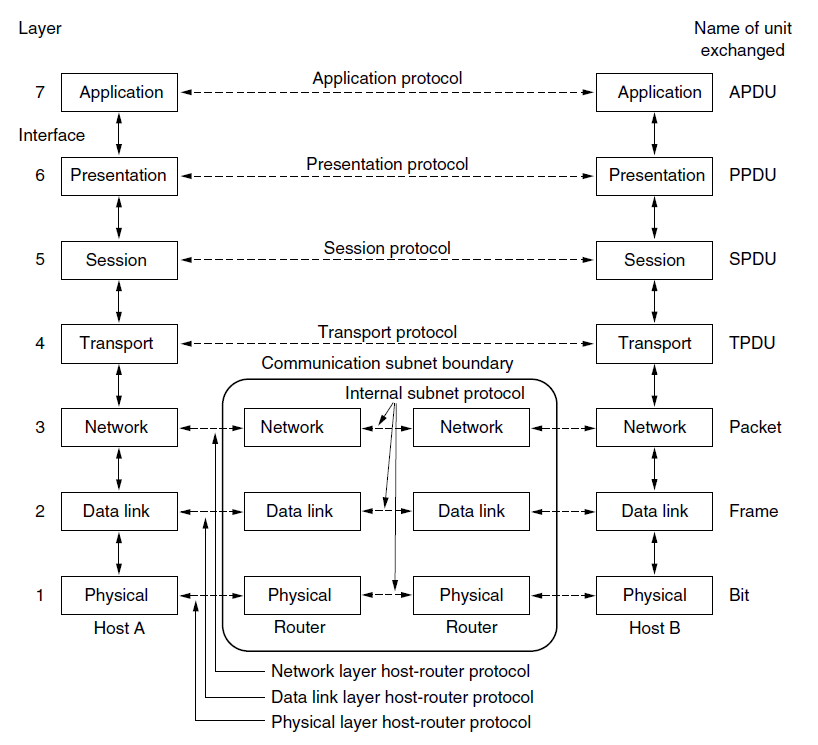 Layer
Name of unit
exchanged
Application protocol
7 Application Application APDU
Interface
Presentation protocol
6 Presentation Presentation PPDU
Session protocol
5 Session Session SPDU
Transport protocol
4 Transport Transport TPDU
Communication subnet boundary
Internal subnet protocol
3 Network Network Network Network Packet
2 Data link Data link Data link Data link Frame
1 Physical Physical Physical Physical Bit
Host A Router Router Host B
Network layer host-router protocol
Data link layer host-router protocol
Physical layer host-router protocol